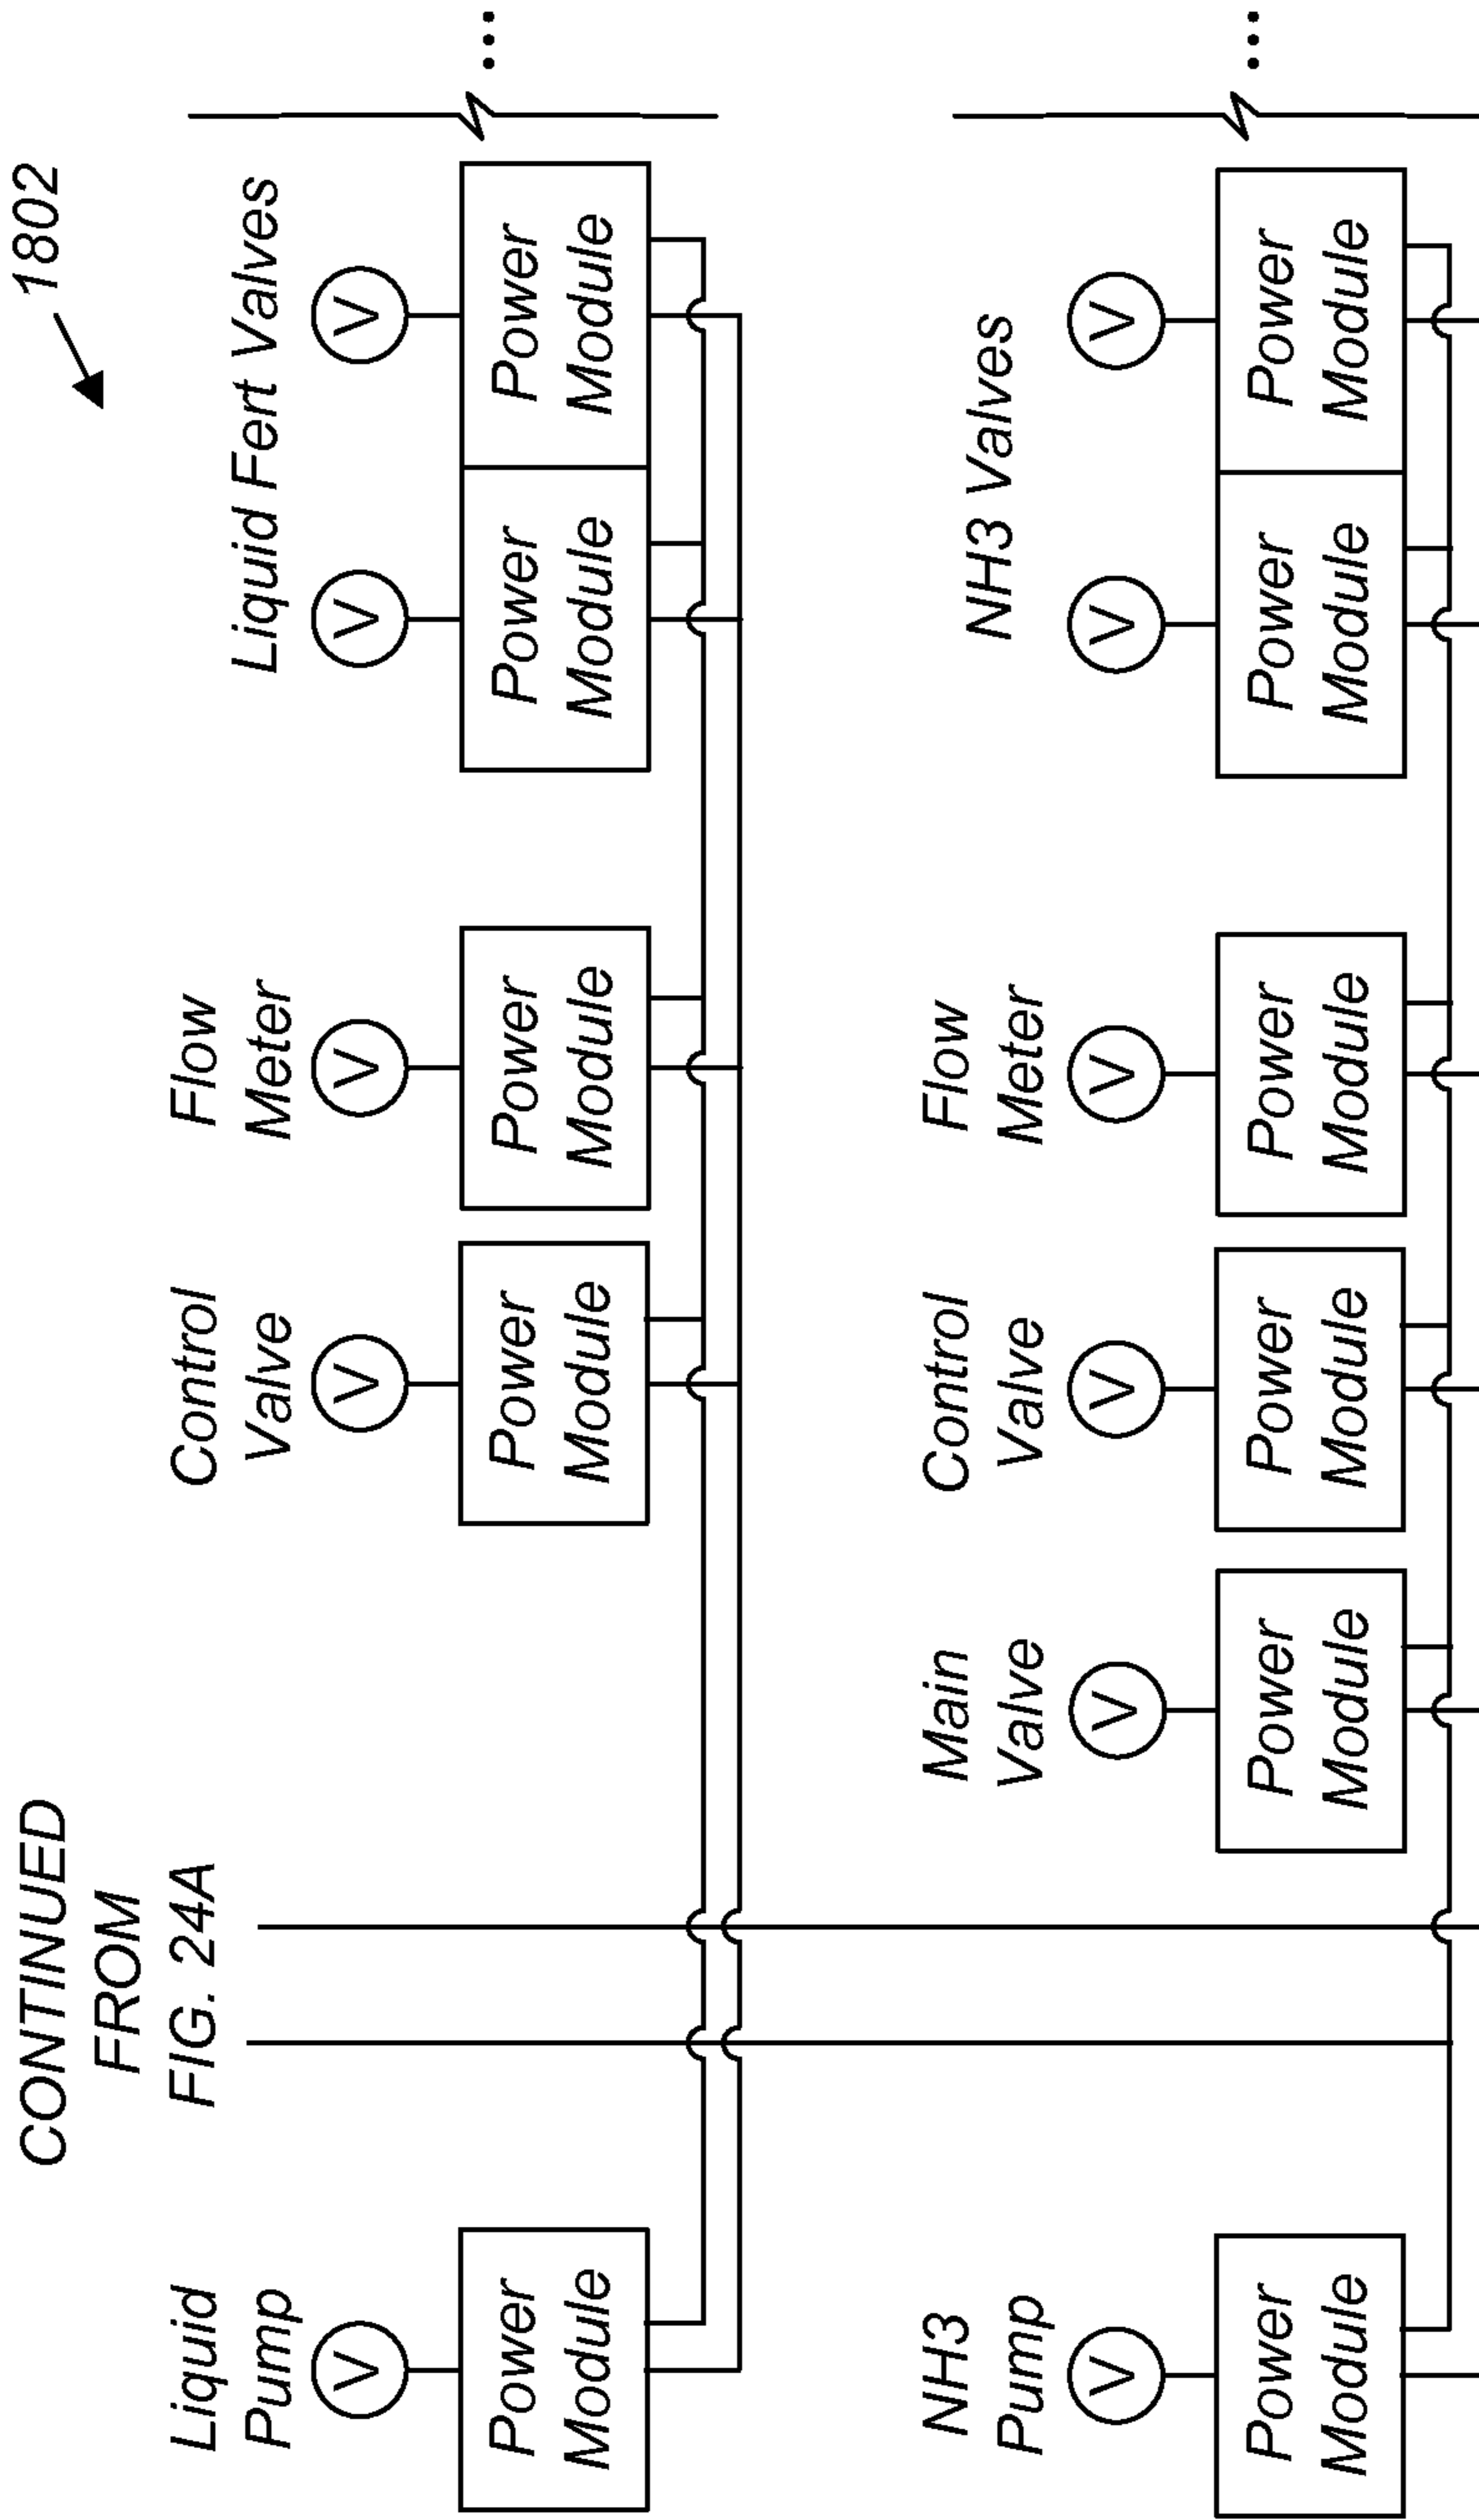 1802
CONTINUED
FROM
FIG. 24A
Liquid
Pump
Control
Valve
Flow
Meter
Liquid Fert Valves
V
V
V
V
V
Power
Module
Power
Module
Power
Module
Power
Module
Power
Module
...
NH3
Pump
Main
Valve
Control
Valve
Flow
Meter
NH3 Valves
V
V
V
V
V
V
Power
Module
Power
Module
Power
Module
Power
Module
Power
Module
Power
Module
...